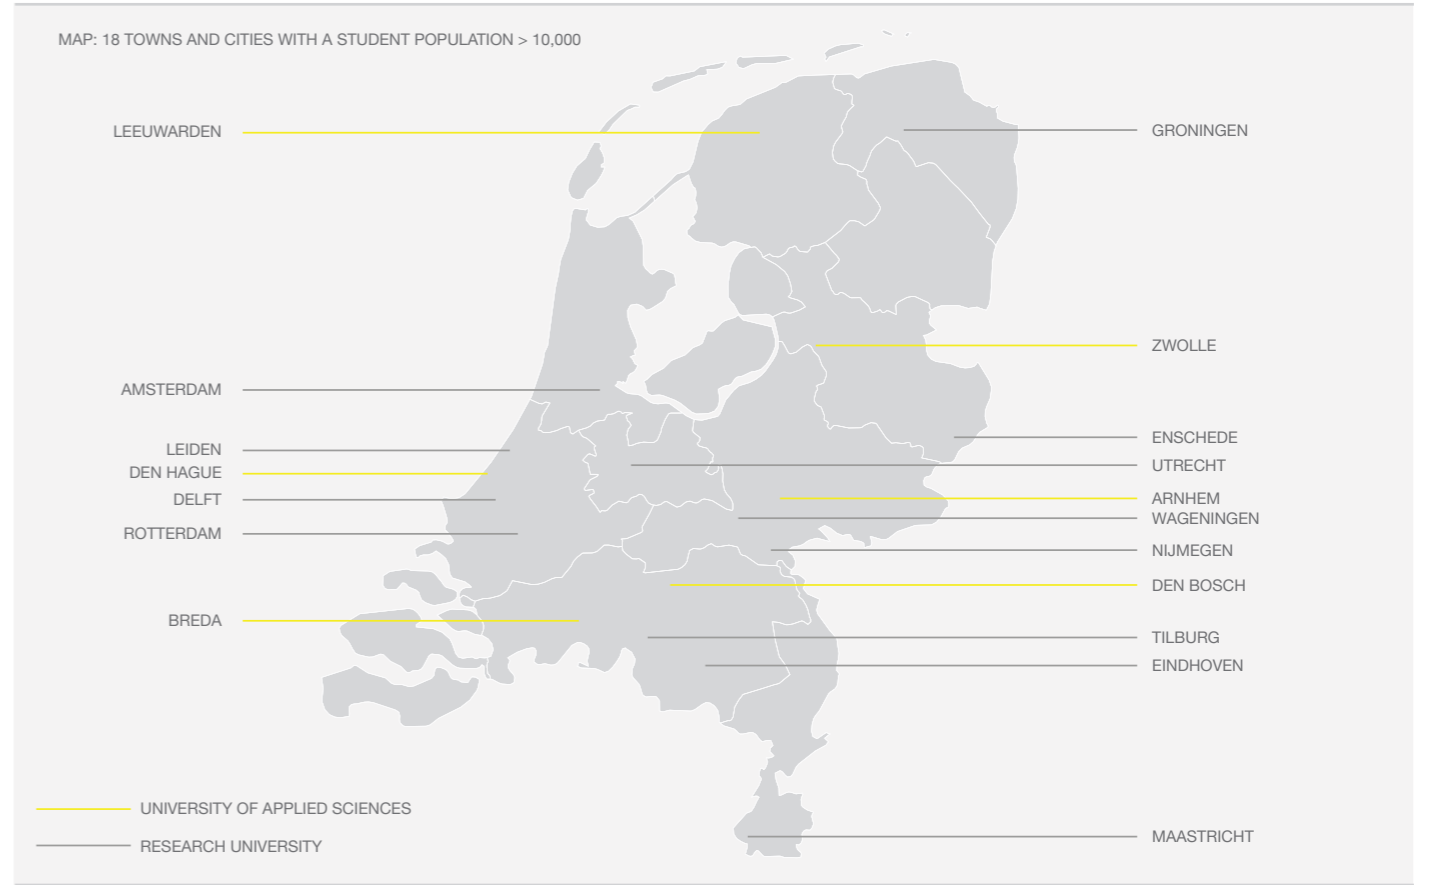 MAP: 18 TOWNS AND CITIES WITH A STUDENT POPULATION > 10,000
LEEUWARDEN
GRONINGEN
ZWOLLE
AMSTERDAM
ENSCHEDE
LEIDEN
UTRECHT
DEN HAGUE
DELFT
ARNHEM
WAGENINGEN
ROTTERDAM
NIJMEGEN
DEN BOSCH
BREDA
TILBURG
EINDHOVEN
UNIVERSITY OF APPLIED SCIENCES
MAASTRICHT
RESEARCH UNIVERSITY